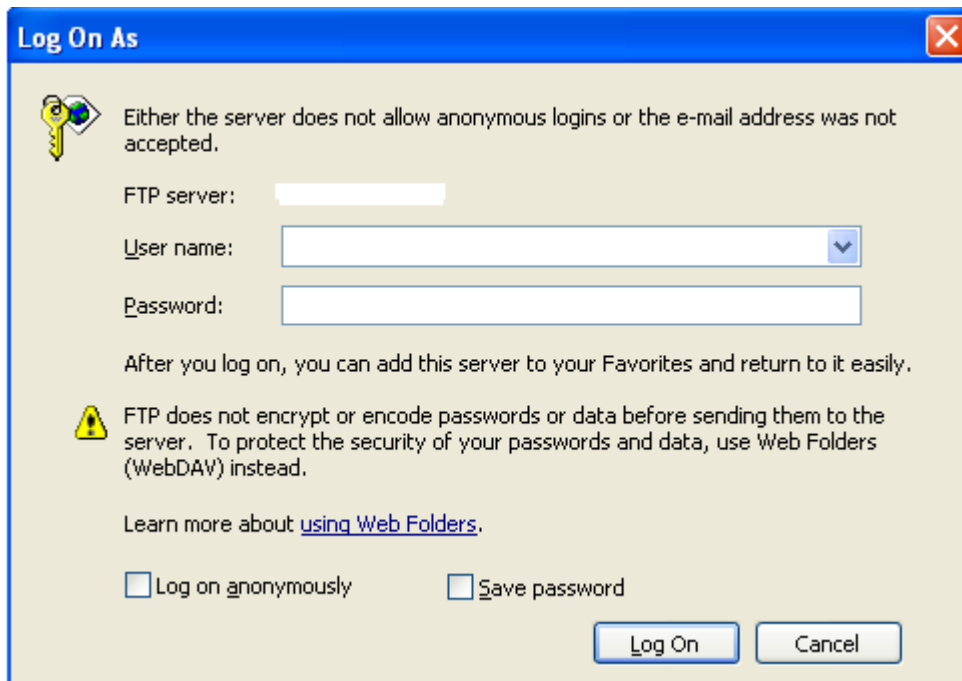 Log On As
Either the server does not allow anonymous logins or the e-mail address was not
accepted.
FTP server:
User name:
Password:
After you log on, you can add this server to your Favorites and return to it easily.
FTP does not encrypt or encode passwords or data before sending them to the
server.  To protect the security of your passwords and data, use Web Folders
(WebDAV) instead.
Learn more about using Web Folders.
Log on anonymously Save password
Log On Cancel